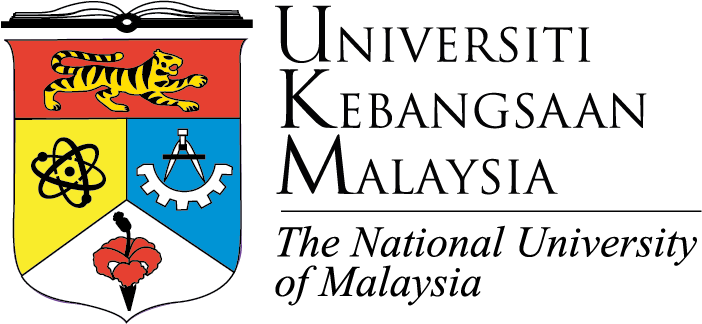 UNIVERSITI
KEBANGSAAN
MALAYSIA
The National University
of Malaysia